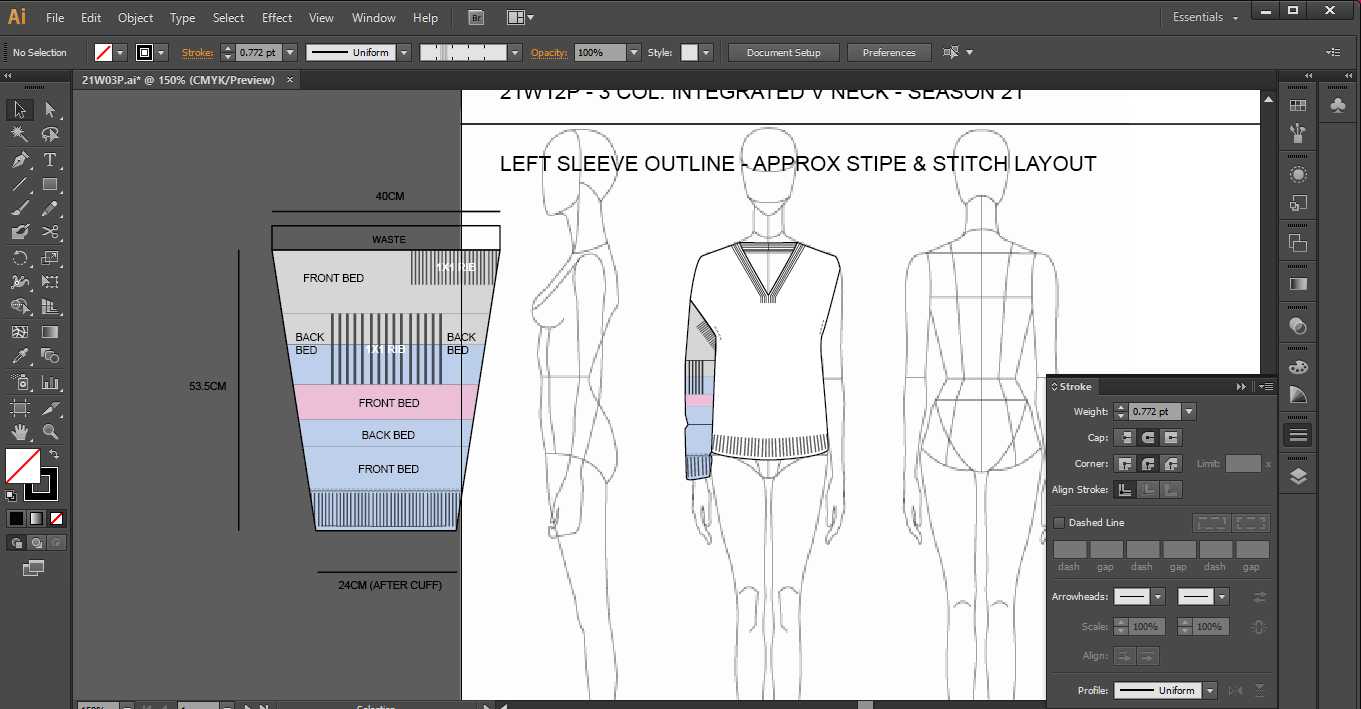 Ai File Edit Object Type Select Effect View Window Help Br Essentials
No Selection Stroke: 0.772 pt Uniform Opacity: 100% Style: Document Setup Preferences
21W03P.ai* @ 150% (CMYK/Preview) ×
21W12P - 3 COL. INTEGRATED V NECK - SEASON 21
LEFT SLEEVE OUTLINE - APPROX STIPE & STITCH LAYOUT
40CM
WASTE
FRONT BED
1X1 RIB
BACK BED
1X1 RIB
BACK BED
53.5CM
FRONT BED
BACK BED
FRONT BED
24CM (AFTER CUFF)
Stroke
Weight: 0.772 pt
Cap:
Corner: Limit: x
Align Stroke:
Dashed Line
dash gap dash gap dash gap
Arrowheads:
Scale: 100% 100%
Align:
Profile: Uniform
150% 1 Selection